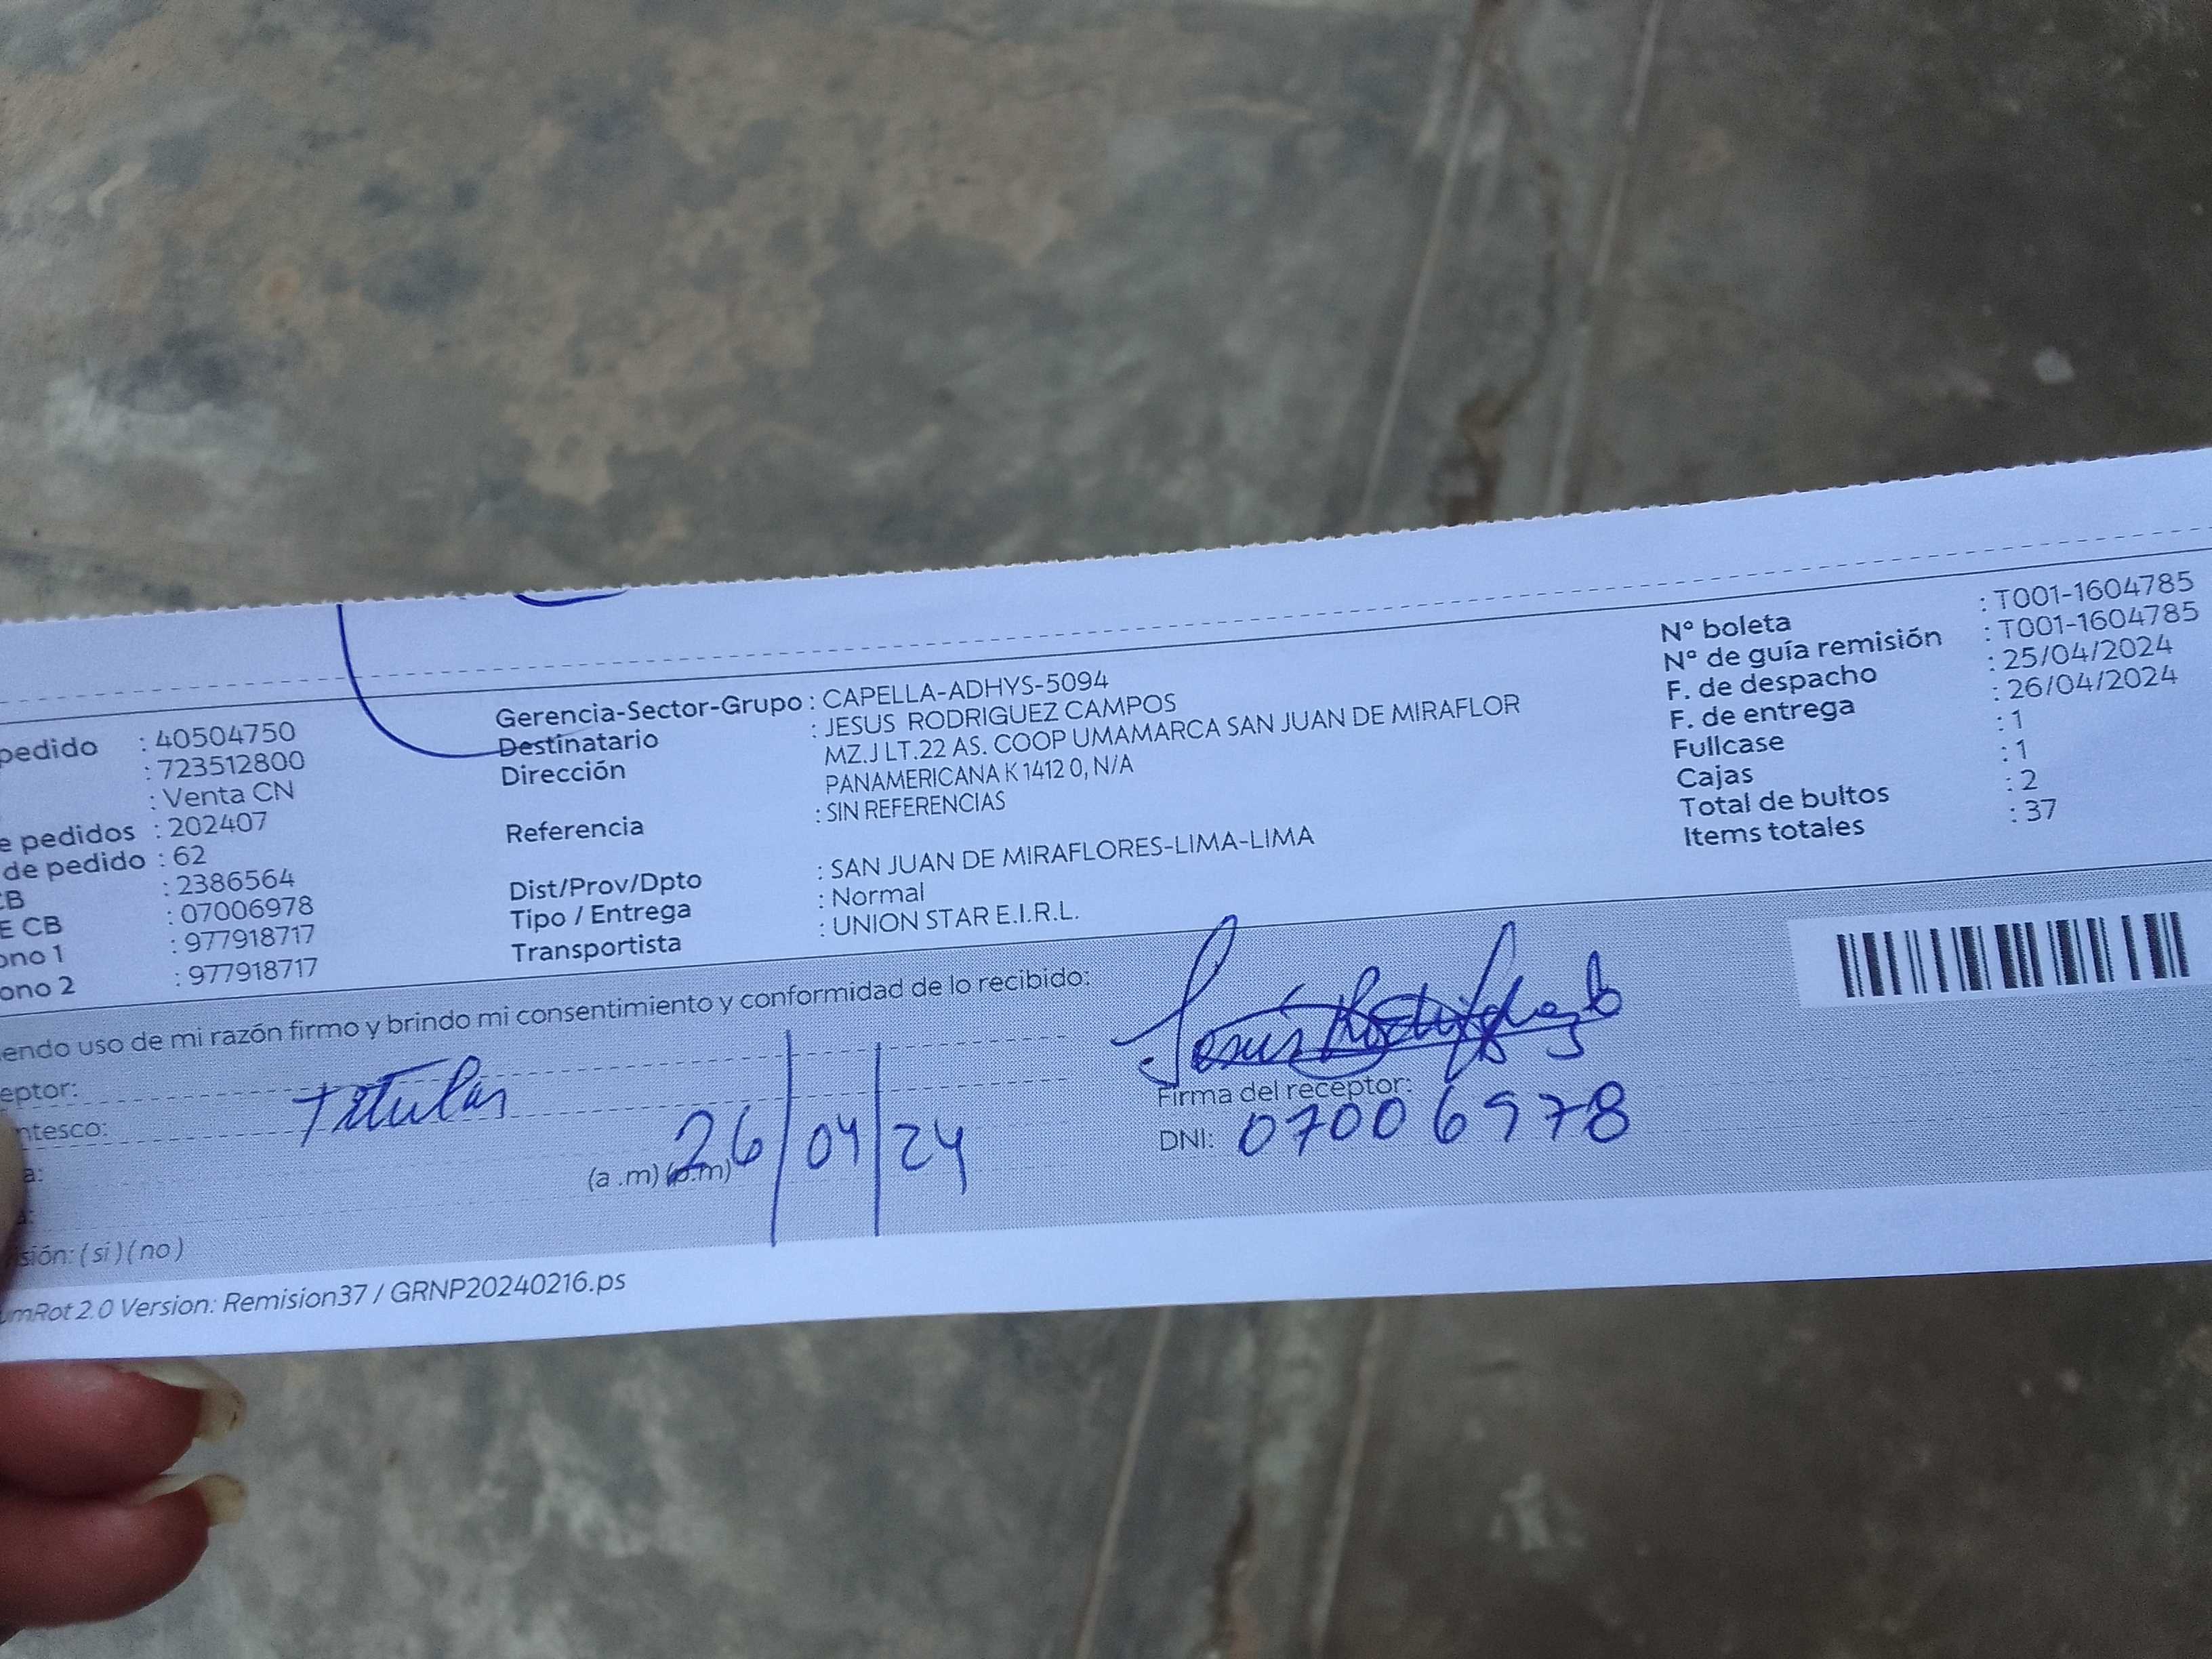 pedido : 40504750
: 723512800
: Venta CN
e pedidos : 202407
de pedido : 62
CB : 2386564
E CB : 07006978
ono 1 : 977918717
ono 2 : 977918717
Gerencia-Sector-Grupo : CAPELLA-ADHYS-5094
Destinatario : JESUS RODRIGUEZ CAMPOS
Dirección MZ.J LT.22 AS. COOP UMAMARCA SAN JUAN DE MIRAFLOR
PANAMERICANA K 1412 0, N/A
Referencia : SIN REFERENCIAS
Dist/Prov/Dpto : SAN JUAN DE MIRAFLORES-LIMA-LIMA
Tipo / Entrega : Normal
Transportista : UNION STAR E.I.R.L.
N° boleta : T001-1604785
N° de guía remisión : T001-1604785
F. de despacho : 25/04/2024
F. de entrega : 26/04/2024
Fullcase : 1
Cajas : 1
Total de bultos : 2
Items totales : 37
endo uso de mi razón firmo y brindo mi consentimiento y conformidad de lo recibido:
eptor:
ntesco: Titular
a: (a .m) (p.m) 26/04/24
a:
sión: ( si ) ( no )
Jesús Rodríguez
Firma del receptor:
DNI: 07006978
umRot 2.0 Version: Remision37 / GRNP20240216.ps